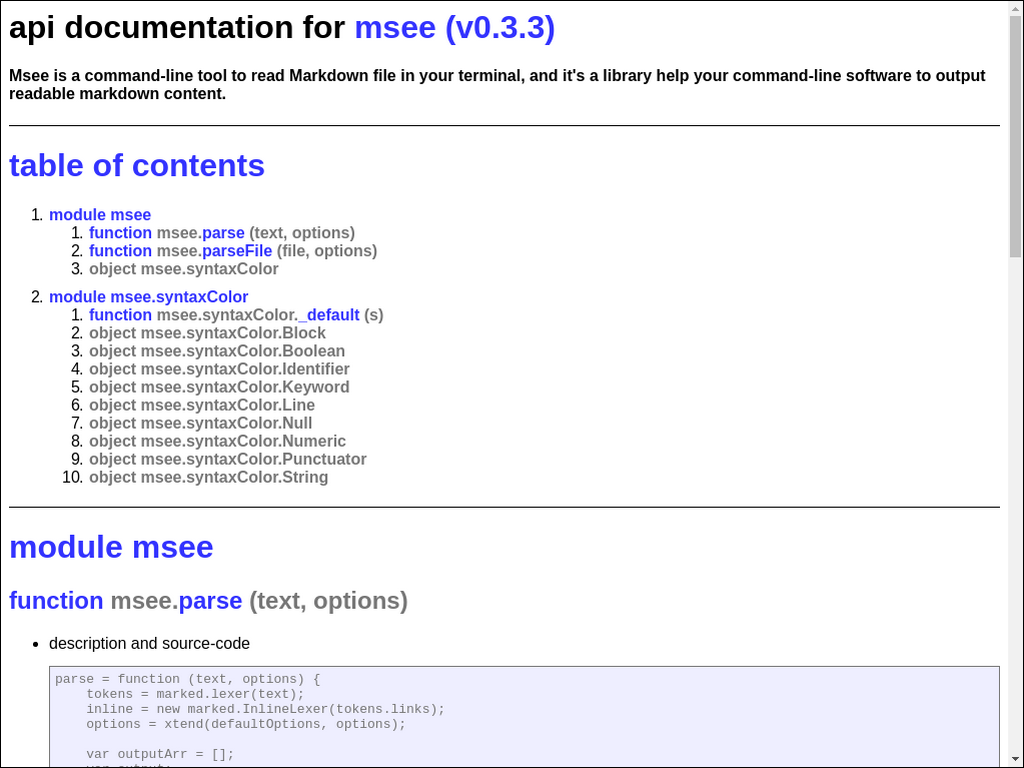 api documentation for msee (v0.3.3)
Msee is a command-line tool to read Markdown file in your terminal, and it's a library help your command-line software to output
readable markdown content.
table of contents
1. module msee
1. function msee.parse (text, options)
2. function msee.parseFile (file, options)
3. object msee.syntaxColor
2. module msee.syntaxColor
1. function msee.syntaxColor._default (s)
2. object msee.syntaxColor.Block
3. object msee.syntaxColor.Boolean
4. object msee.syntaxColor.Identifier
5. object msee.syntaxColor.Keyword
6. object msee.syntaxColor.Line
7. object msee.syntaxColor.Null
8. object msee.syntaxColor.Numeric
9. object msee.syntaxColor.Punctuator
10. object msee.syntaxColor.String
module msee
function msee.parse (text, options)
• description and source-code
parse = function (text, options) {
    tokens = marked.lexer(text);
    inline = new marked.InlineLexer(tokens.links);
    options = xtend(defaultOptions, options);
    var outputArr = [];
    var output;